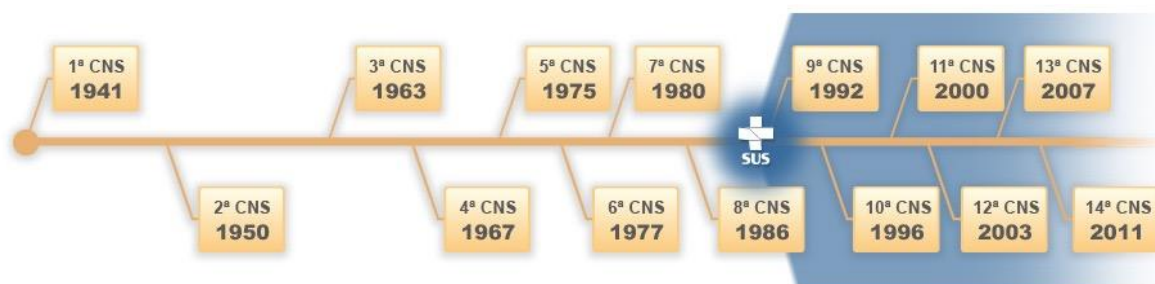 1ª CNS
1941
3ª CNS
1963
5ª CNS
1975
7ª CNS
1980
9ª CNS
1992
11ª CNS
2000
13ª CNS
2007
SUS
2ª CNS
1950
4ª CNS
1967
6ª CNS
1977
8ª CNS
1986
10ª CNS
1996
12ª CNS
2003
14ª CNS
2011